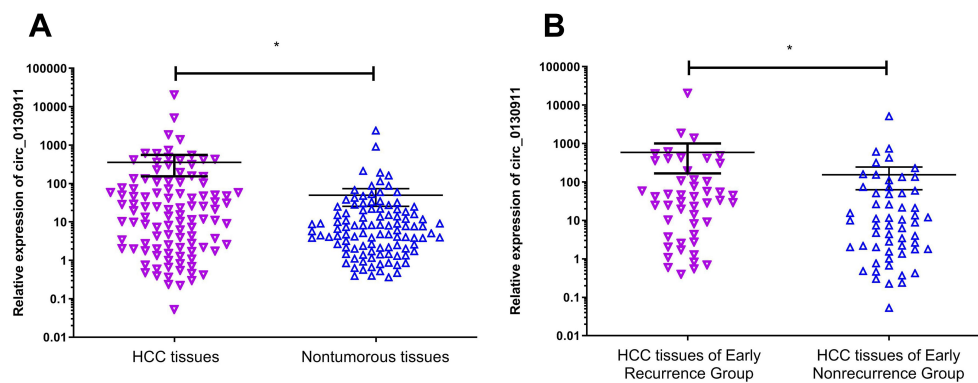 A
*
Relative expression of circ_0130911
100000
10000
1000
100
10
1
0.1
0.01
HCC tissues
Nontumorous tissues
B
*
Relative expression of circ_0130911
100000
10000
1000
100
10
1
0.1
0.01
HCC tissues of Early
Recurrence Group
HCC tissues of Early
Nonrecurrence Group